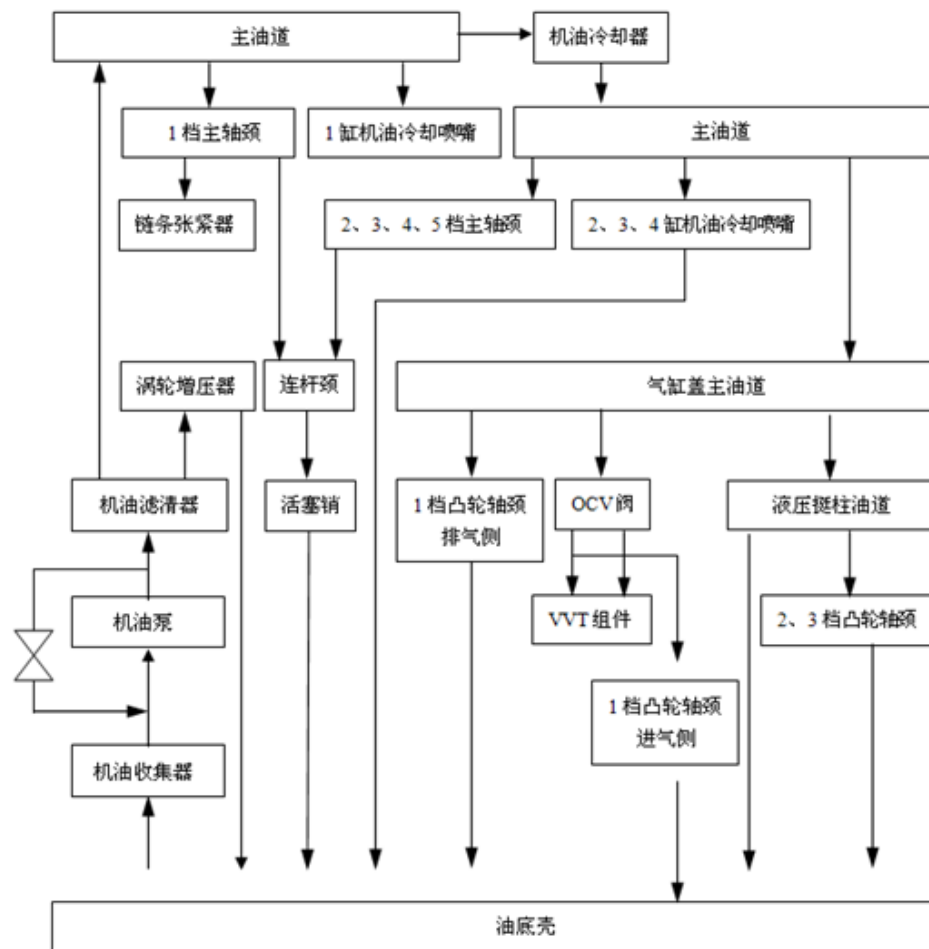 主油道
机油冷却器
1 档主轴颈
1 缸机油冷却喷嘴
主油道
链条张紧器
2、3、4、5 档主轴颈
2、3、4 缸机油冷却喷嘴
涡轮增压器
连杆颈
气缸盖主油道
机油滤清器
活塞销
1 档凸轮轴颈
排气侧
OCV 阀
液压挺柱油道
机油泵
VVT 组件
2、3 档凸轮轴颈
1 档凸轮轴颈
进气侧
机油收集器
油底壳